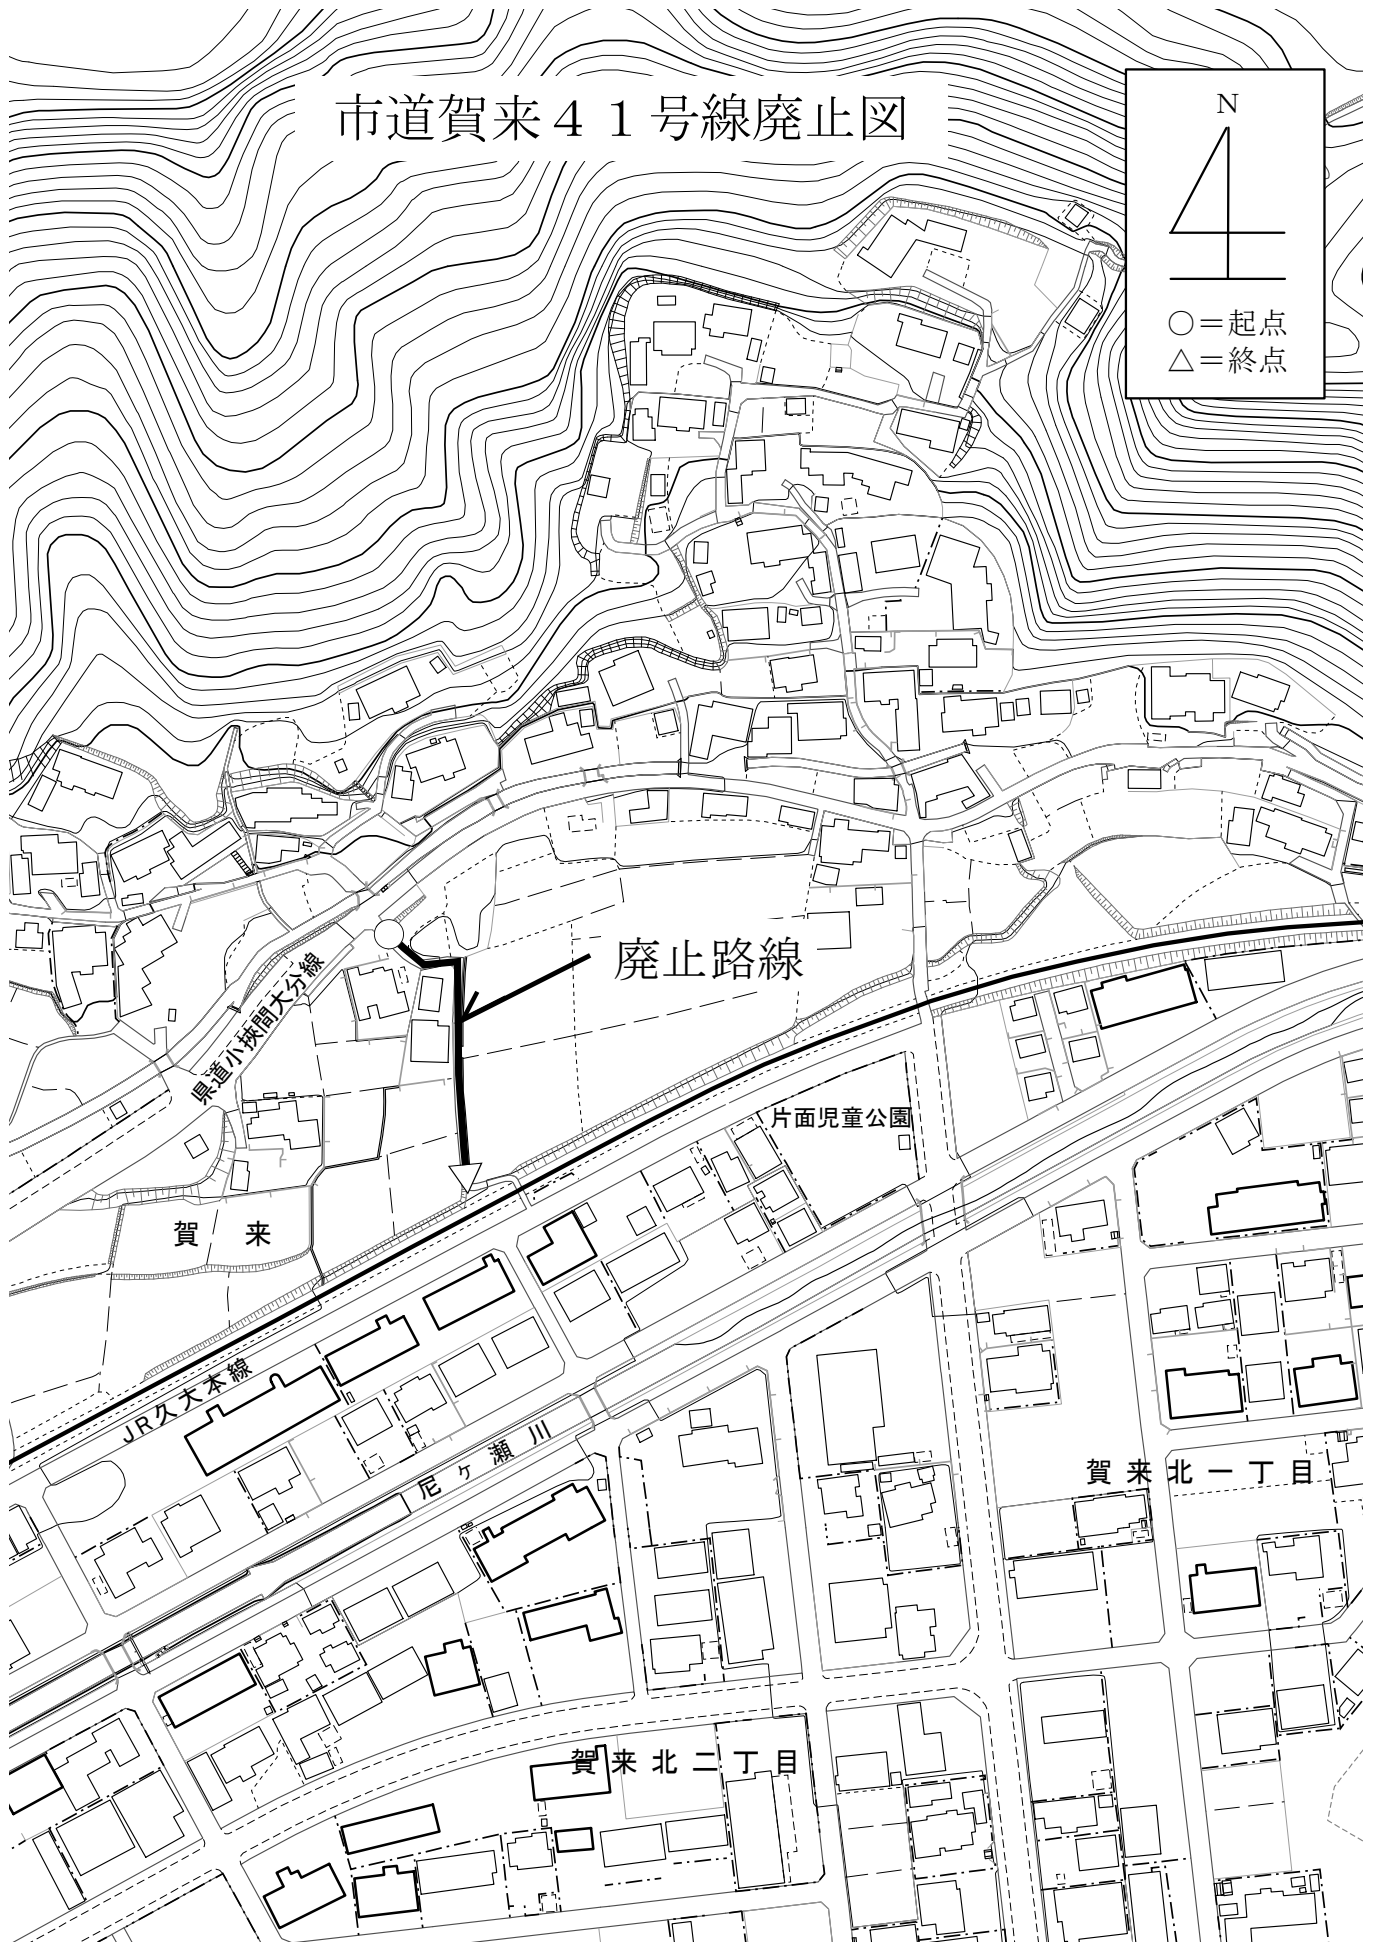 市道賀来４１号線廃止図
N
○＝起点
△＝終点
廃止路線
県道小挾間大分線
片面児童公園
賀来
JR久大本線
尼ヶ瀬川
賀来北一丁目
賀来北二丁目